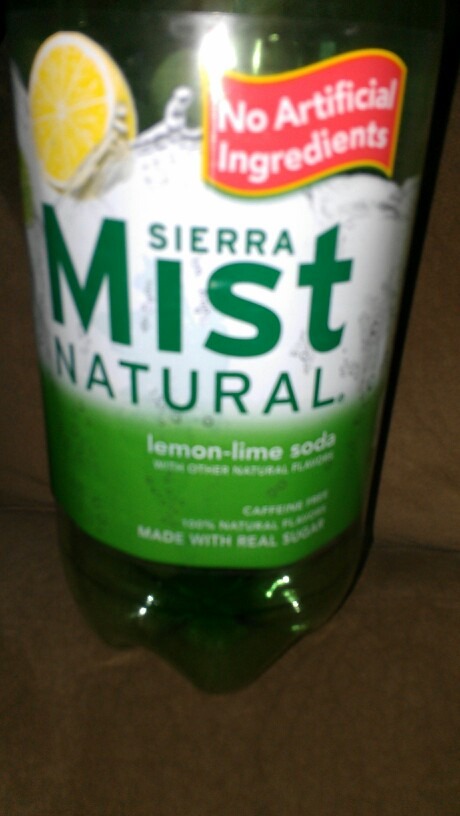 No Artificial
Ingredients
SIERRA
Mist
NATURAL.
lemon-lime soda
WITH OTHER NATURAL FLAVORS
CAFFEINE FREE
100% NATURAL FLAVORS
MADE WITH REAL SUGAR